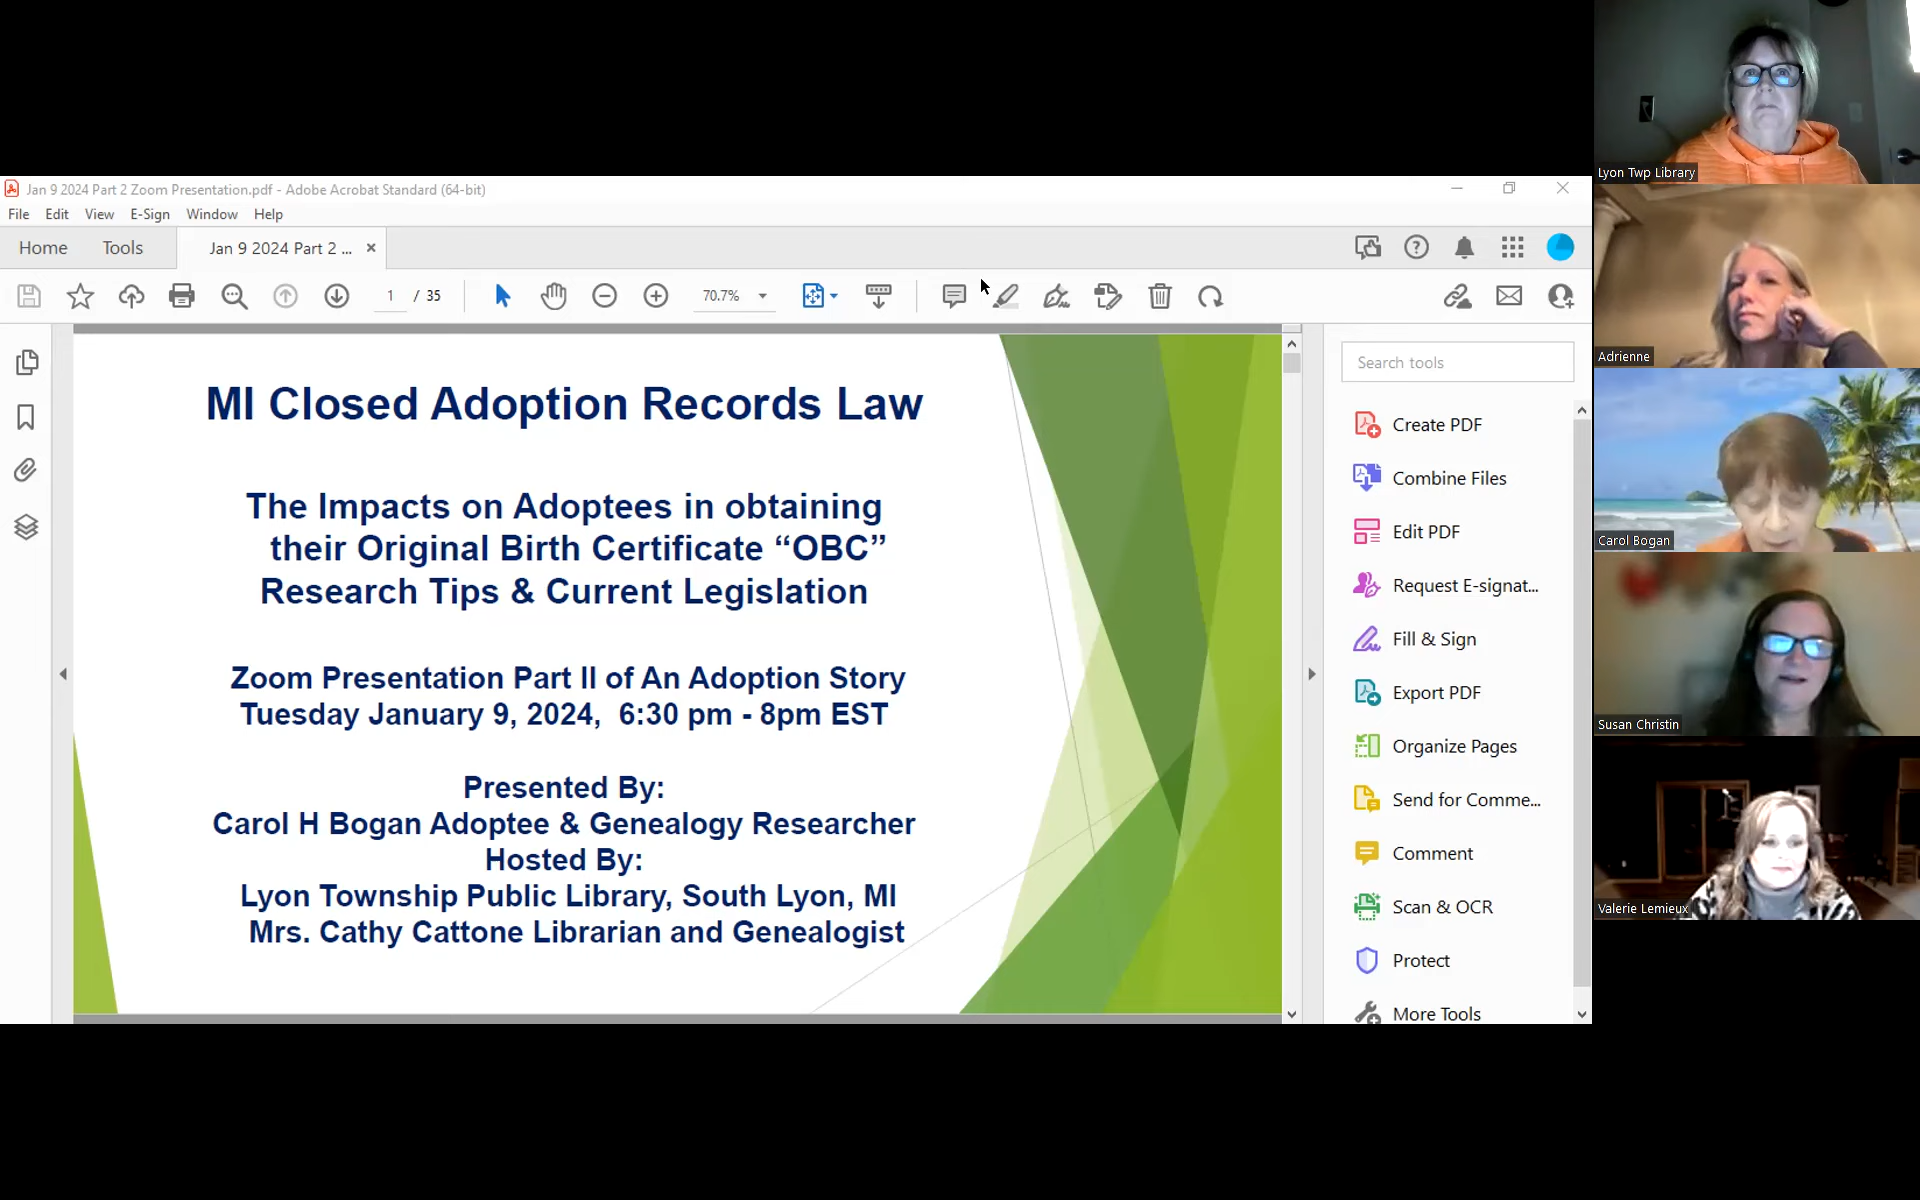 Jan 9 2024 Part 2 Zoom Presentation.pdf - Adobe Acrobat Standard (64-bit)
File Edit View E-Sign Window Help
Home Tools Jan 9 2024 Part 2 ...
1 / 35 70.7%
MI Closed Adoption Records Law
The Impacts on Adoptees in obtaining
their Original Birth Certificate “OBC”
Research Tips & Current Legislation
Zoom Presentation Part II of An Adoption Story
Tuesday January 9, 2024, 6:30 pm - 8pm EST
Presented By:
Carol H Bogan Adoptee & Genealogy Researcher
Hosted By:
Lyon Township Public Library, South Lyon, MI
Mrs. Cathy Cattone Librarian and Genealogist
Search tools
Create PDF
Combine Files
Edit PDF
Request E-signat...
Fill & Sign
Export PDF
Organize Pages
Send for Comme...
Comment
Scan & OCR
Protect
More Tools
Lyon Twp Library
Adrienne
Carol Bogan
Susan Christin
Valerie Lemieux